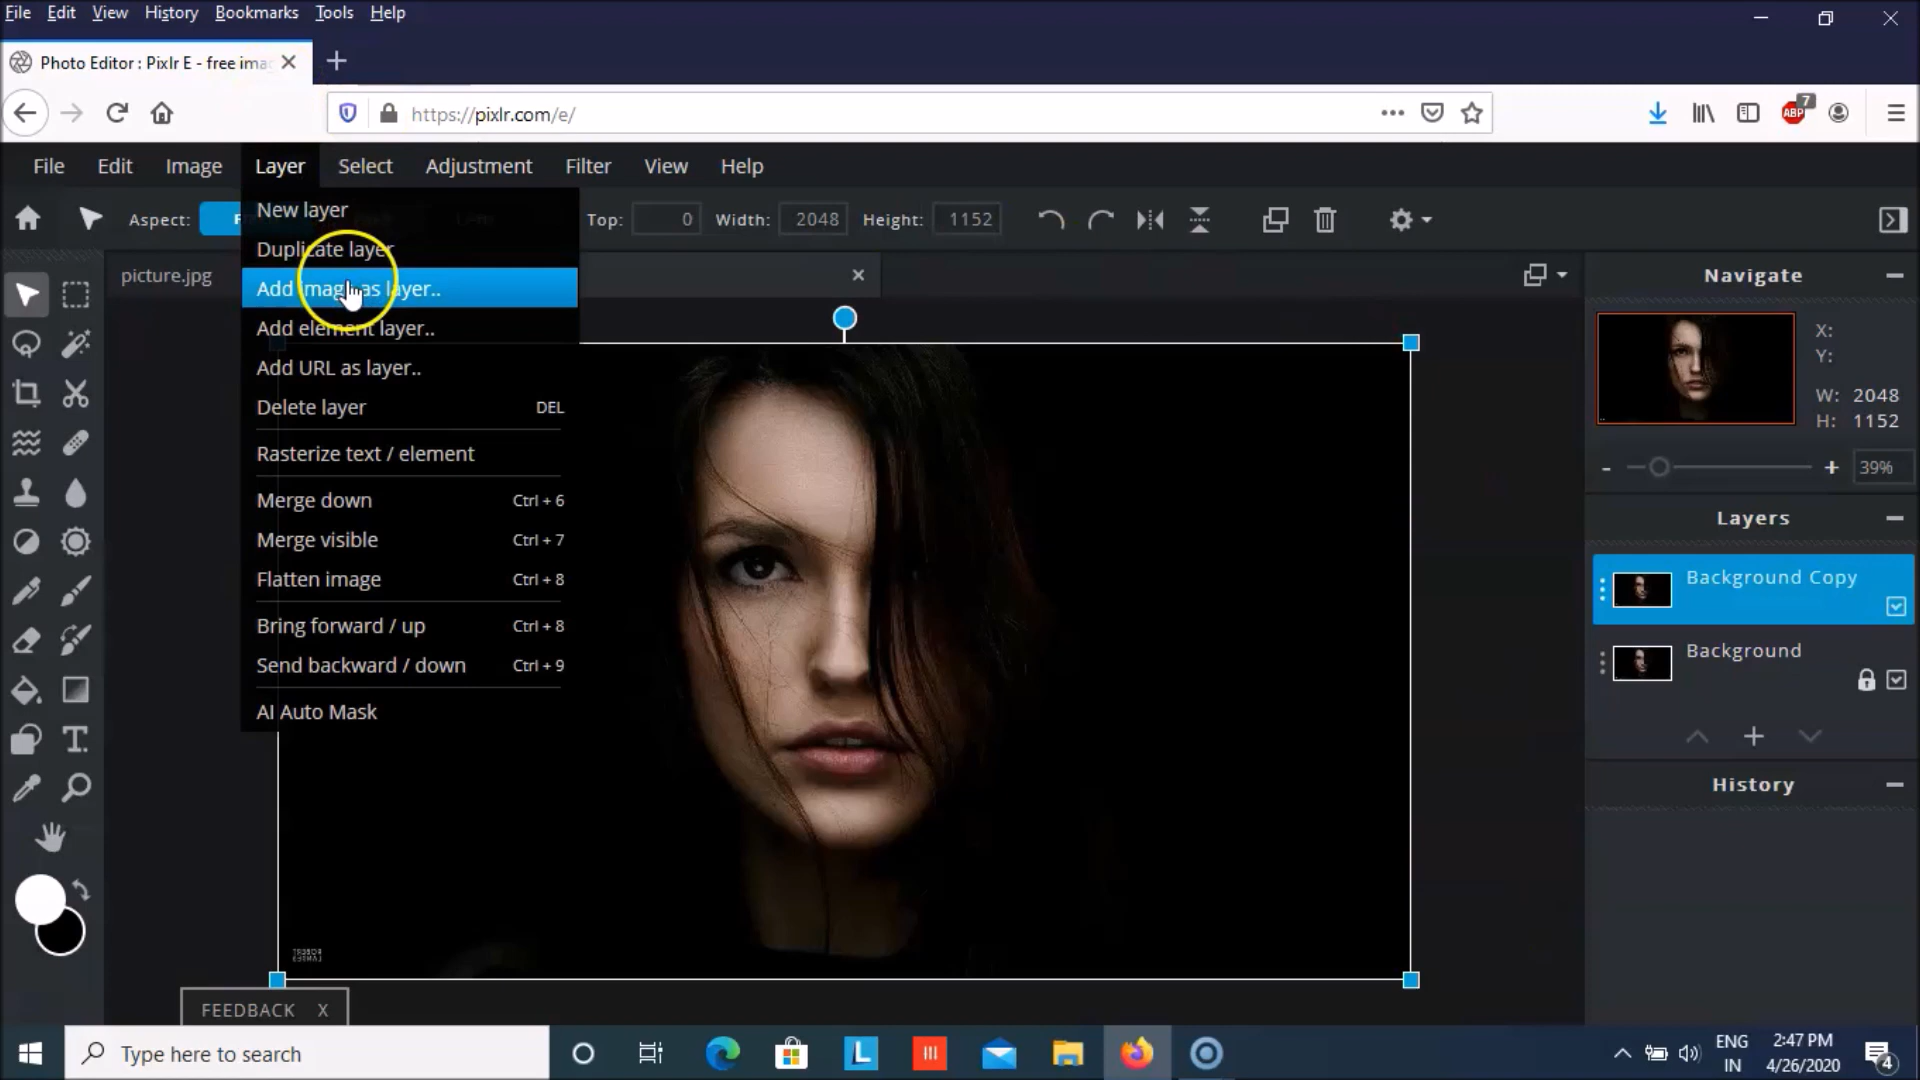 File Edit View History Bookmarks Tools Help
Photo Editor : Pixlr E - free imag
https://pixlr.com/e/
ABP 7
File Edit Image Layer Select Adjustment Filter View Help
Aspect: Top: 0 Width: 2048 Height: 1152
New layer
Duplicate layer
picture.jpg
Add image as layer..
Add element layer..
Add URL as layer..
Delete layer DEL
Rasterize text / element
Merge down Ctrl + 6
Merge visible Ctrl + 7
Flatten image Ctrl + 8
Bring forward / up Ctrl + 8
Send backward / down Ctrl + 9
AI Auto Mask
Navigate
X:
Y:
W: 2048
H: 1152
- + 39%
Layers
Background Copy
Background
History
FEEDBACK X
Type here to search
L
ENG
IN
2:47 PM
4/26/2020
4